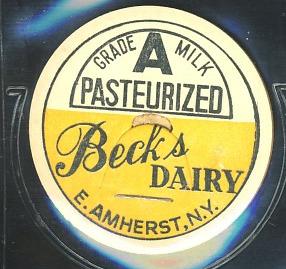 GRADE A MILK
PASTEURIZED
Beck's
DAIRY
E. AMHERST, N.Y.